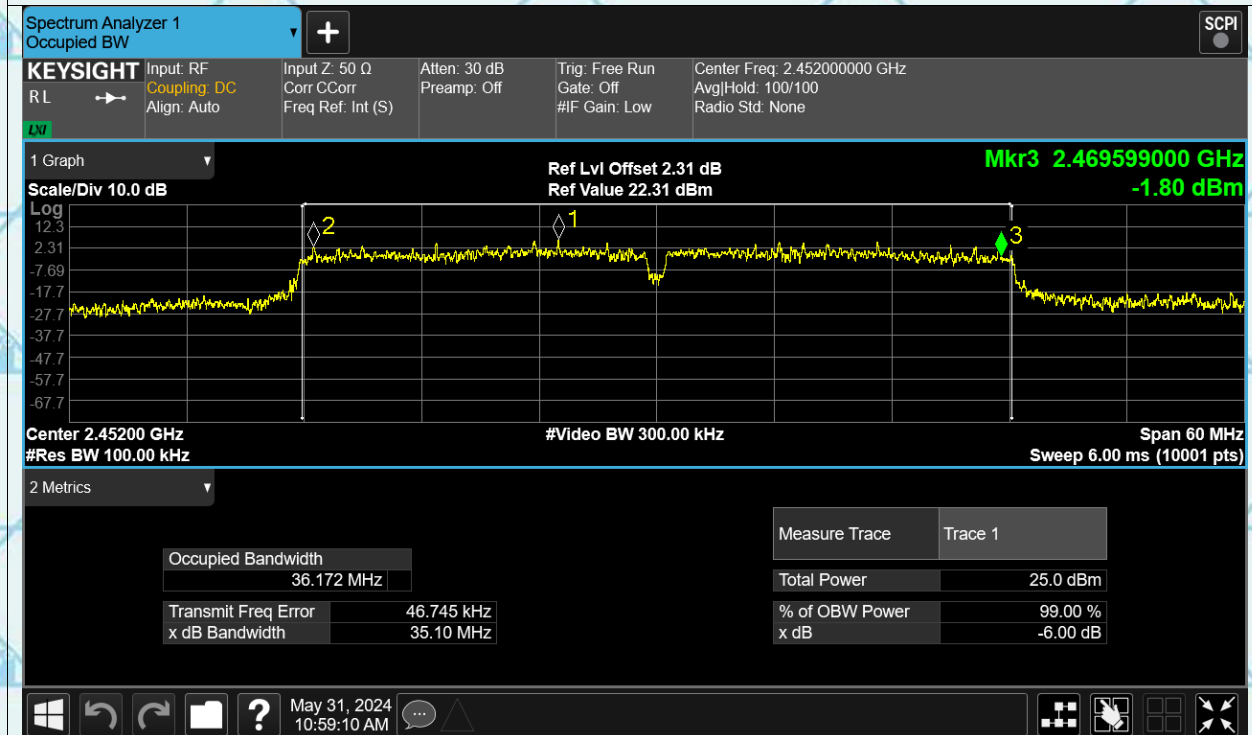 Spectrum Analyzer 1
Occupied BW
SCPI
KEYSIGHT
RL
LXI
Input: RF
Coupling: DC
Align: Auto
Input Z: 50 Ω
Corr CCorr
Freq Ref: Int (S)
Atten: 30 dB
Preamp: Off
Trig: Free Run
Gate: Off
#IF Gain: Low
Center Freq: 2.452000000 GHz
Avg|Hold: 100/100
Radio Std: None
1 Graph
Scale/Div 10.0 dB
Ref Lvl Offset 2.31 dB
Ref Value 22.31 dBm
Mkr3 2.469599000 GHz
-1.80 dBm
Log
12.3
2.31
-7.69
-17.7
-27.7
-37.7
-47.7
-57.7
-67.7
2
1
3
Center 2.45200 GHz
#Res BW 100.00 kHz
#Video BW 300.00 kHz
Span 60 MHz
Sweep 6.00 ms (10001 pts)
2 Metrics
Occupied Bandwidth
36.172 MHz
Transmit Freq Error 46.745 kHz
x dB Bandwidth 35.10 MHz
Measure Trace Trace 1
Total Power 25.0 dBm
% of OBW Power 99.00 %
x dB -6.00 dB
May 31, 2024
10:59:10 AM